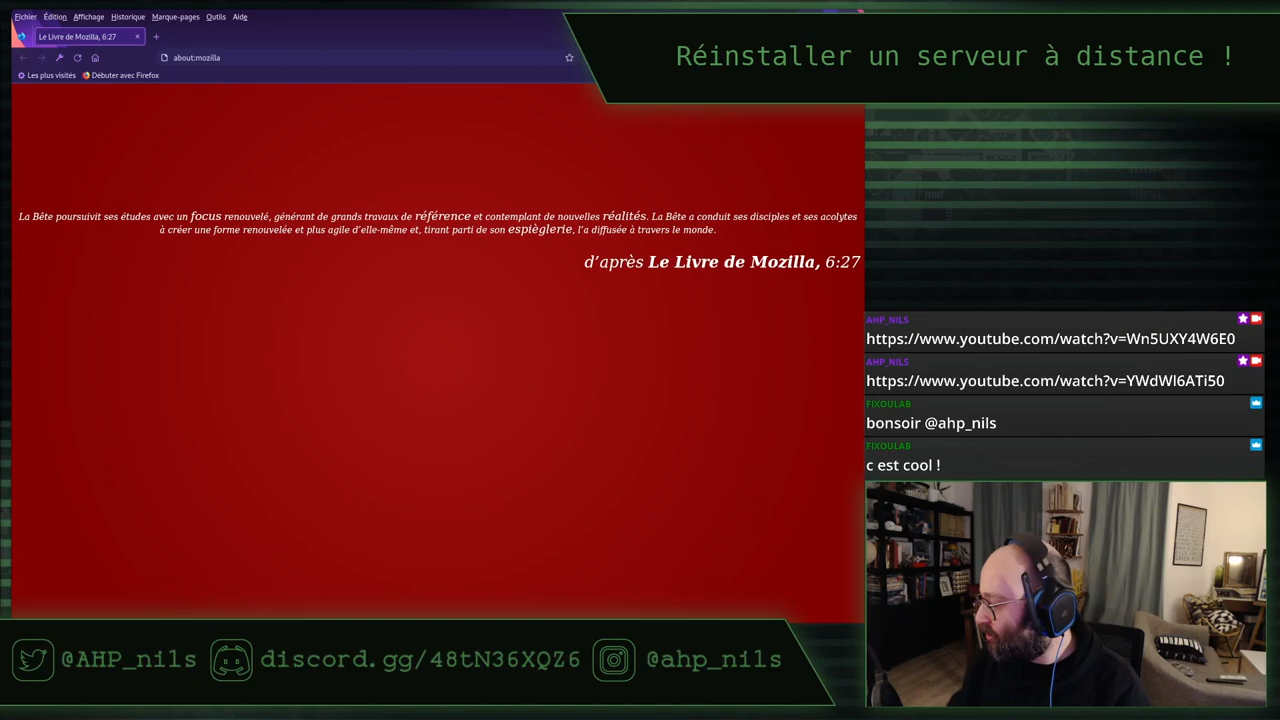 Fichier Édition Affichage Historique Marque-pages Outils Aide
Le Livre de Mozilla, 6:27
about:mozilla
Les plus visités Débuter avec Firefox
Réinstaller un serveur à distance !
La Bête poursuivit ses études avec un focus renouvelé, générant de grands travaux de référence et contemplant de nouvelles réalités. La Bête a conduit ses disciples et ses acolytes
à créer une forme renouvelée et plus agile d’elle-même et, tirant parti de son espièglerie, l’a diffusée à travers le monde.
d’après Le Livre de Mozilla, 6:27
AHP_NILS
https://www.youtube.com/watch?v=Wn5UXY4W6E0
AHP_NILS
https://www.youtube.com/watch?v=YWdWl6ATi50
FIXOULAB
bonsoir @ahp_nils
FIXOULAB
c est cool !
@AHP_nils discord.gg/48tN36XQZ6 @ahp_nils